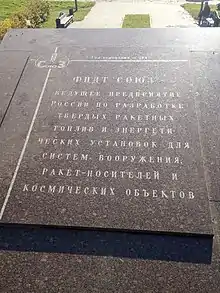 Союз
ФЦДТ СОЮЗ —
ВЕДУЩЕЕ ПРЕДПРИЯТИЕ
РОССИИ ПО РАЗРАБОТКЕ
ТВЕРДЫХ РАКЕТНЫХ
ТОПЛИВ И ЭНЕРГЕТИ
ЧЕСКИХ УСТАНОВОК ДЛЯ
СИСТЕМ ВООРУЖЕНИЯ,
РАКЕТ-НОСИТЕЛЕЙ И
КОСМИЧЕСКИХ ОБЪЕКТОВ